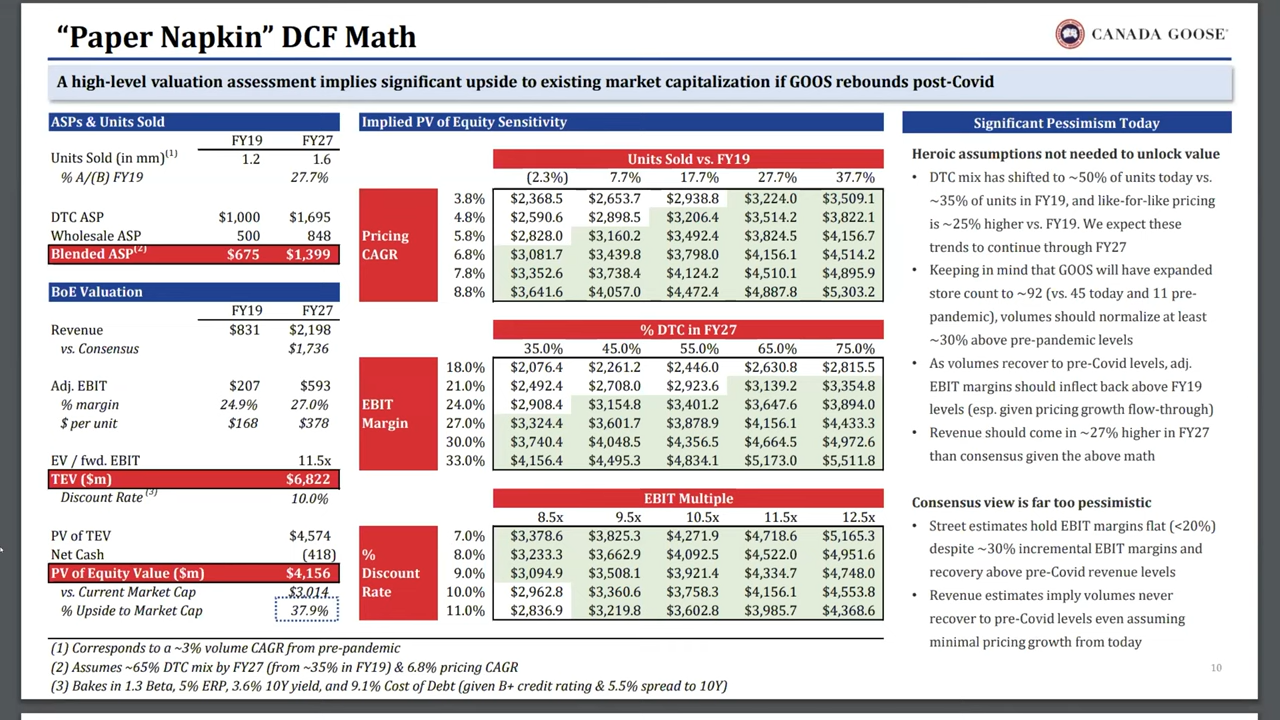 “Paper Napkin” DCF Math
CANADA GOOSE
A high-level valuation assessment implies significant upside to existing market capitalization if GOOS rebounds post-Covid
ASPs & Units Sold
FY19 FY27
Units Sold (in mm)(1) 1.2 1.6
% A/(B) FY19 27.7%
DTC ASP $1,000 $1,695
Wholesale ASP 500 848
Blended ASP(2) $675 $1,399
BoE Valuation
FY19 FY27
Revenue $831 $2,198
vs. Consensus $1,736
Adj. EBIT $207 $593
% margin 24.9% 27.0%
$ per unit $168 $378
EV / fwd. EBIT 11.5x
TEV ($m) $6,822
Discount Rate (3) 10.0%
PV of TEV $4,574
Net Cash (418)
PV of Equity Value ($m) $4,156
vs. Current Market Cap $3,014
% Upside to Market Cap 37.9%
Implied PV of Equity Sensitivity
Units Sold vs. FY19
(2.3%) 7.7% 17.7% 27.7% 37.7%
3.8% $2,368.5 $2,653.7 $2,938.8 $3,224.0 $3,509.1
4.8% $2,590.6 $2,898.5 $3,206.4 $3,514.2 $3,822.1
Pricing 5.8% $2,828.0 $3,160.2 $3,492.4 $3,824.5 $4,156.7
CAGR 6.8% $3,081.7 $3,439.8 $3,798.0 $4,156.1 $4,514.2
7.8% $3,352.6 $3,738.4 $4,124.2 $4,510.1 $4,895.9
8.8% $3,641.6 $4,057.0 $4,472.4 $4,887.8 $5,303.2
% DTC in FY27
35.0% 45.0% 55.0% 65.0% 75.0%
18.0% $2,076.4 $2,261.2 $2,446.0 $2,630.8 $2,815.5
21.0% $2,492.4 $2,708.0 $2,923.6 $3,139.2 $3,354.8
EBIT 24.0% $2,908.4 $3,154.8 $3,401.2 $3,647.6 $3,894.0
Margin 27.0% $3,324.4 $3,601.7 $3,878.9 $4,156.1 $4,433.3
30.0% $3,740.4 $4,048.5 $4,356.5 $4,664.5 $4,972.6
33.0% $4,156.4 $4,495.3 $4,834.1 $5,173.0 $5,511.8
EBIT Multiple
8.5x 9.5x 10.5x 11.5x 12.5x
7.0% $3,378.6 $3,825.3 $4,271.9 $4,718.6 $5,165.3
% 8.0% $3,233.3 $3,662.9 $4,092.5 $4,522.0 $4,951.6
Discount 9.0% $3,094.9 $3,508.1 $3,921.4 $4,334.7 $4,748.0
Rate 10.0% $2,962.8 $3,360.6 $3,758.3 $4,156.1 $4,553.8
11.0% $2,836.9 $3,219.8 $3,602.8 $3,985.7 $4,368.6
Significant Pessimism Today
Heroic assumptions not needed to unlock value
• DTC mix has shifted to ~50% of units today vs.
~35% of units in FY19, and like-for-like pricing
is ~25% higher vs. FY19. We expect these
trends to continue through FY27
• Keeping in mind that GOOS will have expanded
store count to ~92 (vs. 45 today and 11 pre-
pandemic), volumes should normalize at least
~30% above pre-pandemic levels
• As volumes recover to pre-Covid levels, adj.
EBIT margins should inflect back above FY19
levels (esp. given pricing growth flow-through)
• Revenue should come in ~27% higher in FY27
than consensus given the above math
Consensus view is far too pessimistic
• Street estimates hold EBIT margins flat (<20%)
despite ~30% incremental EBIT margins and
recovery above pre-Covid revenue levels
• Revenue estimates imply volumes never
recover to pre-Covid levels even assuming
minimal pricing growth from today
(1) Corresponds to a ~3% volume CAGR from pre-pandemic
(2) Assumes ~65% DTC mix by FY27 (from ~35% in FY19) & 6.8% pricing CAGR
(3) Bakes in 1.3 Beta, 5% ERP, 3.6% 10Y yield, and 9.1% Cost of Debt (given B+ credit rating & 5.5% spread to 10Y)
10